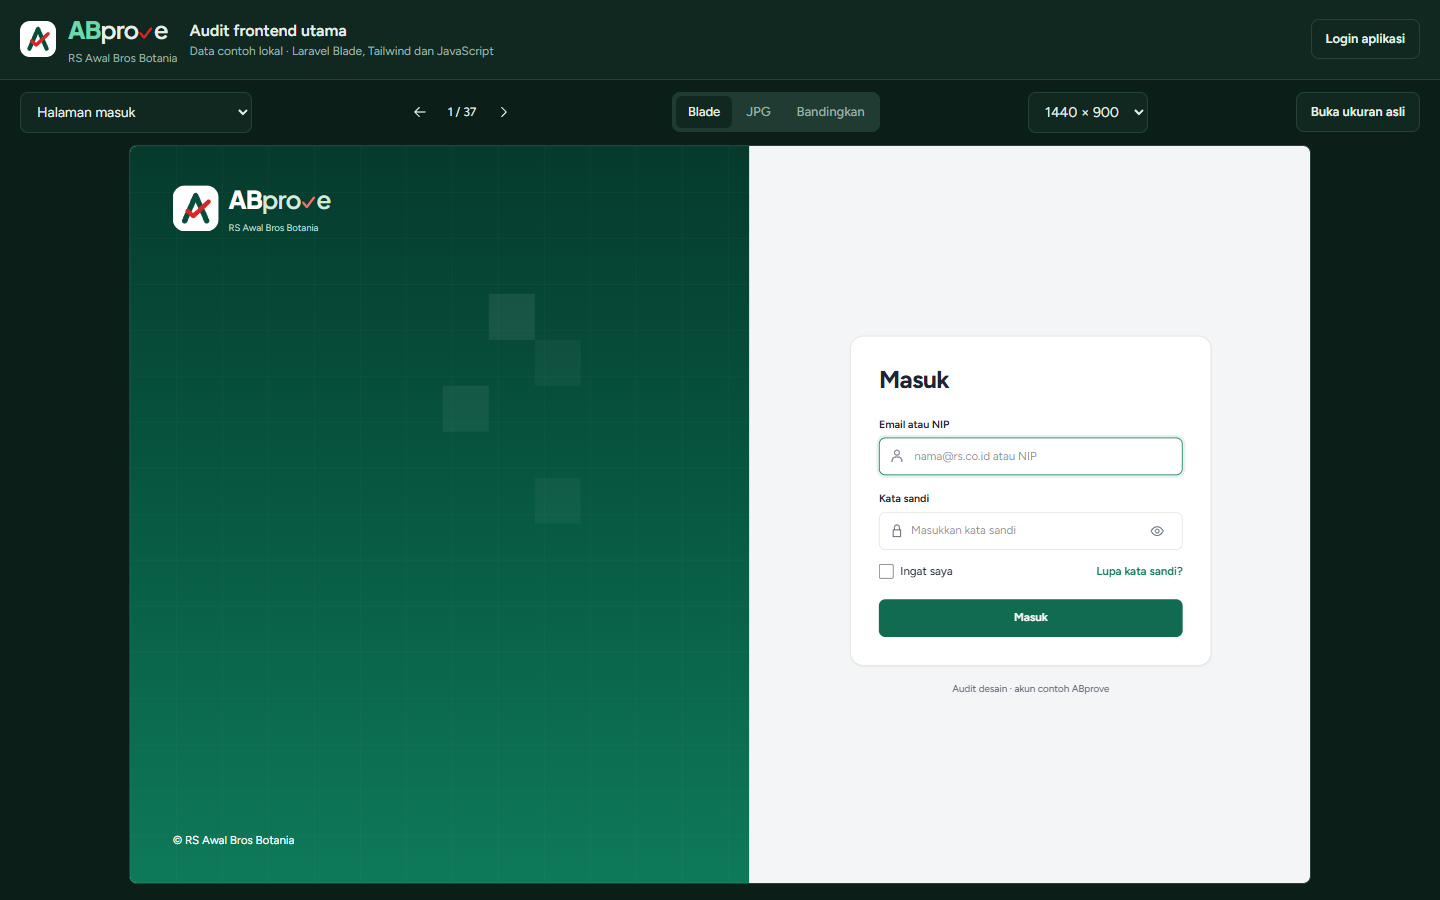 ABprove
RS Awal Bros Botania
Audit frontend utama
Data contoh lokal · Laravel Blade, Tailwind dan JavaScript
Login aplikasi
Halaman masuk
1 / 37
Blade
JPG
Bandingkan
1440 × 900
Buka ukuran asli
ABprove
RS Awal Bros Botania
Masuk
Email atau NIP
nama@rs.co.id atau NIP
Kata sandi
Masukkan kata sandi
Ingat saya
Lupa kata sandi?
Masuk
Audit desain · akun contoh ABprove
© RS Awal Bros Botania